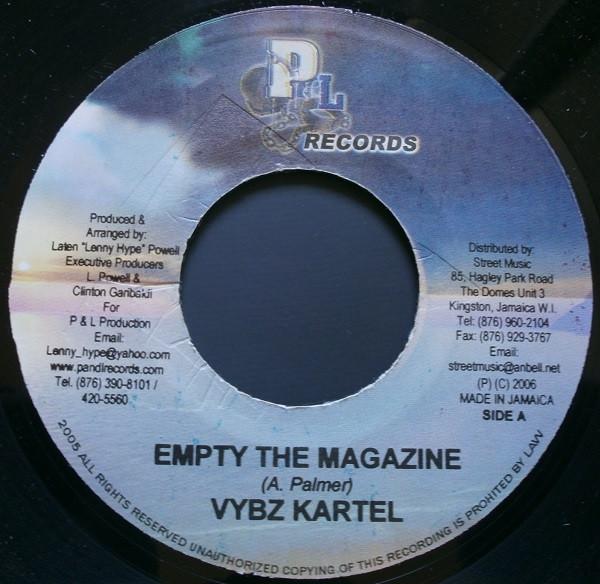 P L
RECORDS
Produced &
Arranged by:
Laten "Lenny Hype" Powell
Executive Producers
L. Powell &
Clinton Garibaldi
For
P & L Production
Email:
Lenny_hype@yahoo.com
www.pandlrecords.com
Tel. (876) 390-8101 /
420-5560
Distributed by:
Street Music
85, Hagley Park Road
The Domes Unit 3
Kingston, Jamaica W.I.
Tel: (876) 960-2104
Fax: (876) 929-3767
Email:
streetmusic@anbell.net
(P) (C) 2006
MADE IN JAMAICA
SIDE A
EMPTY THE MAGAZINE
(A. Palmer)
VYBZ KARTEL
2005 ALL RIGHTS RESERVED UNAUTHORIZED COPYING OF THIS RECORDING IS PROHITED BY LAW